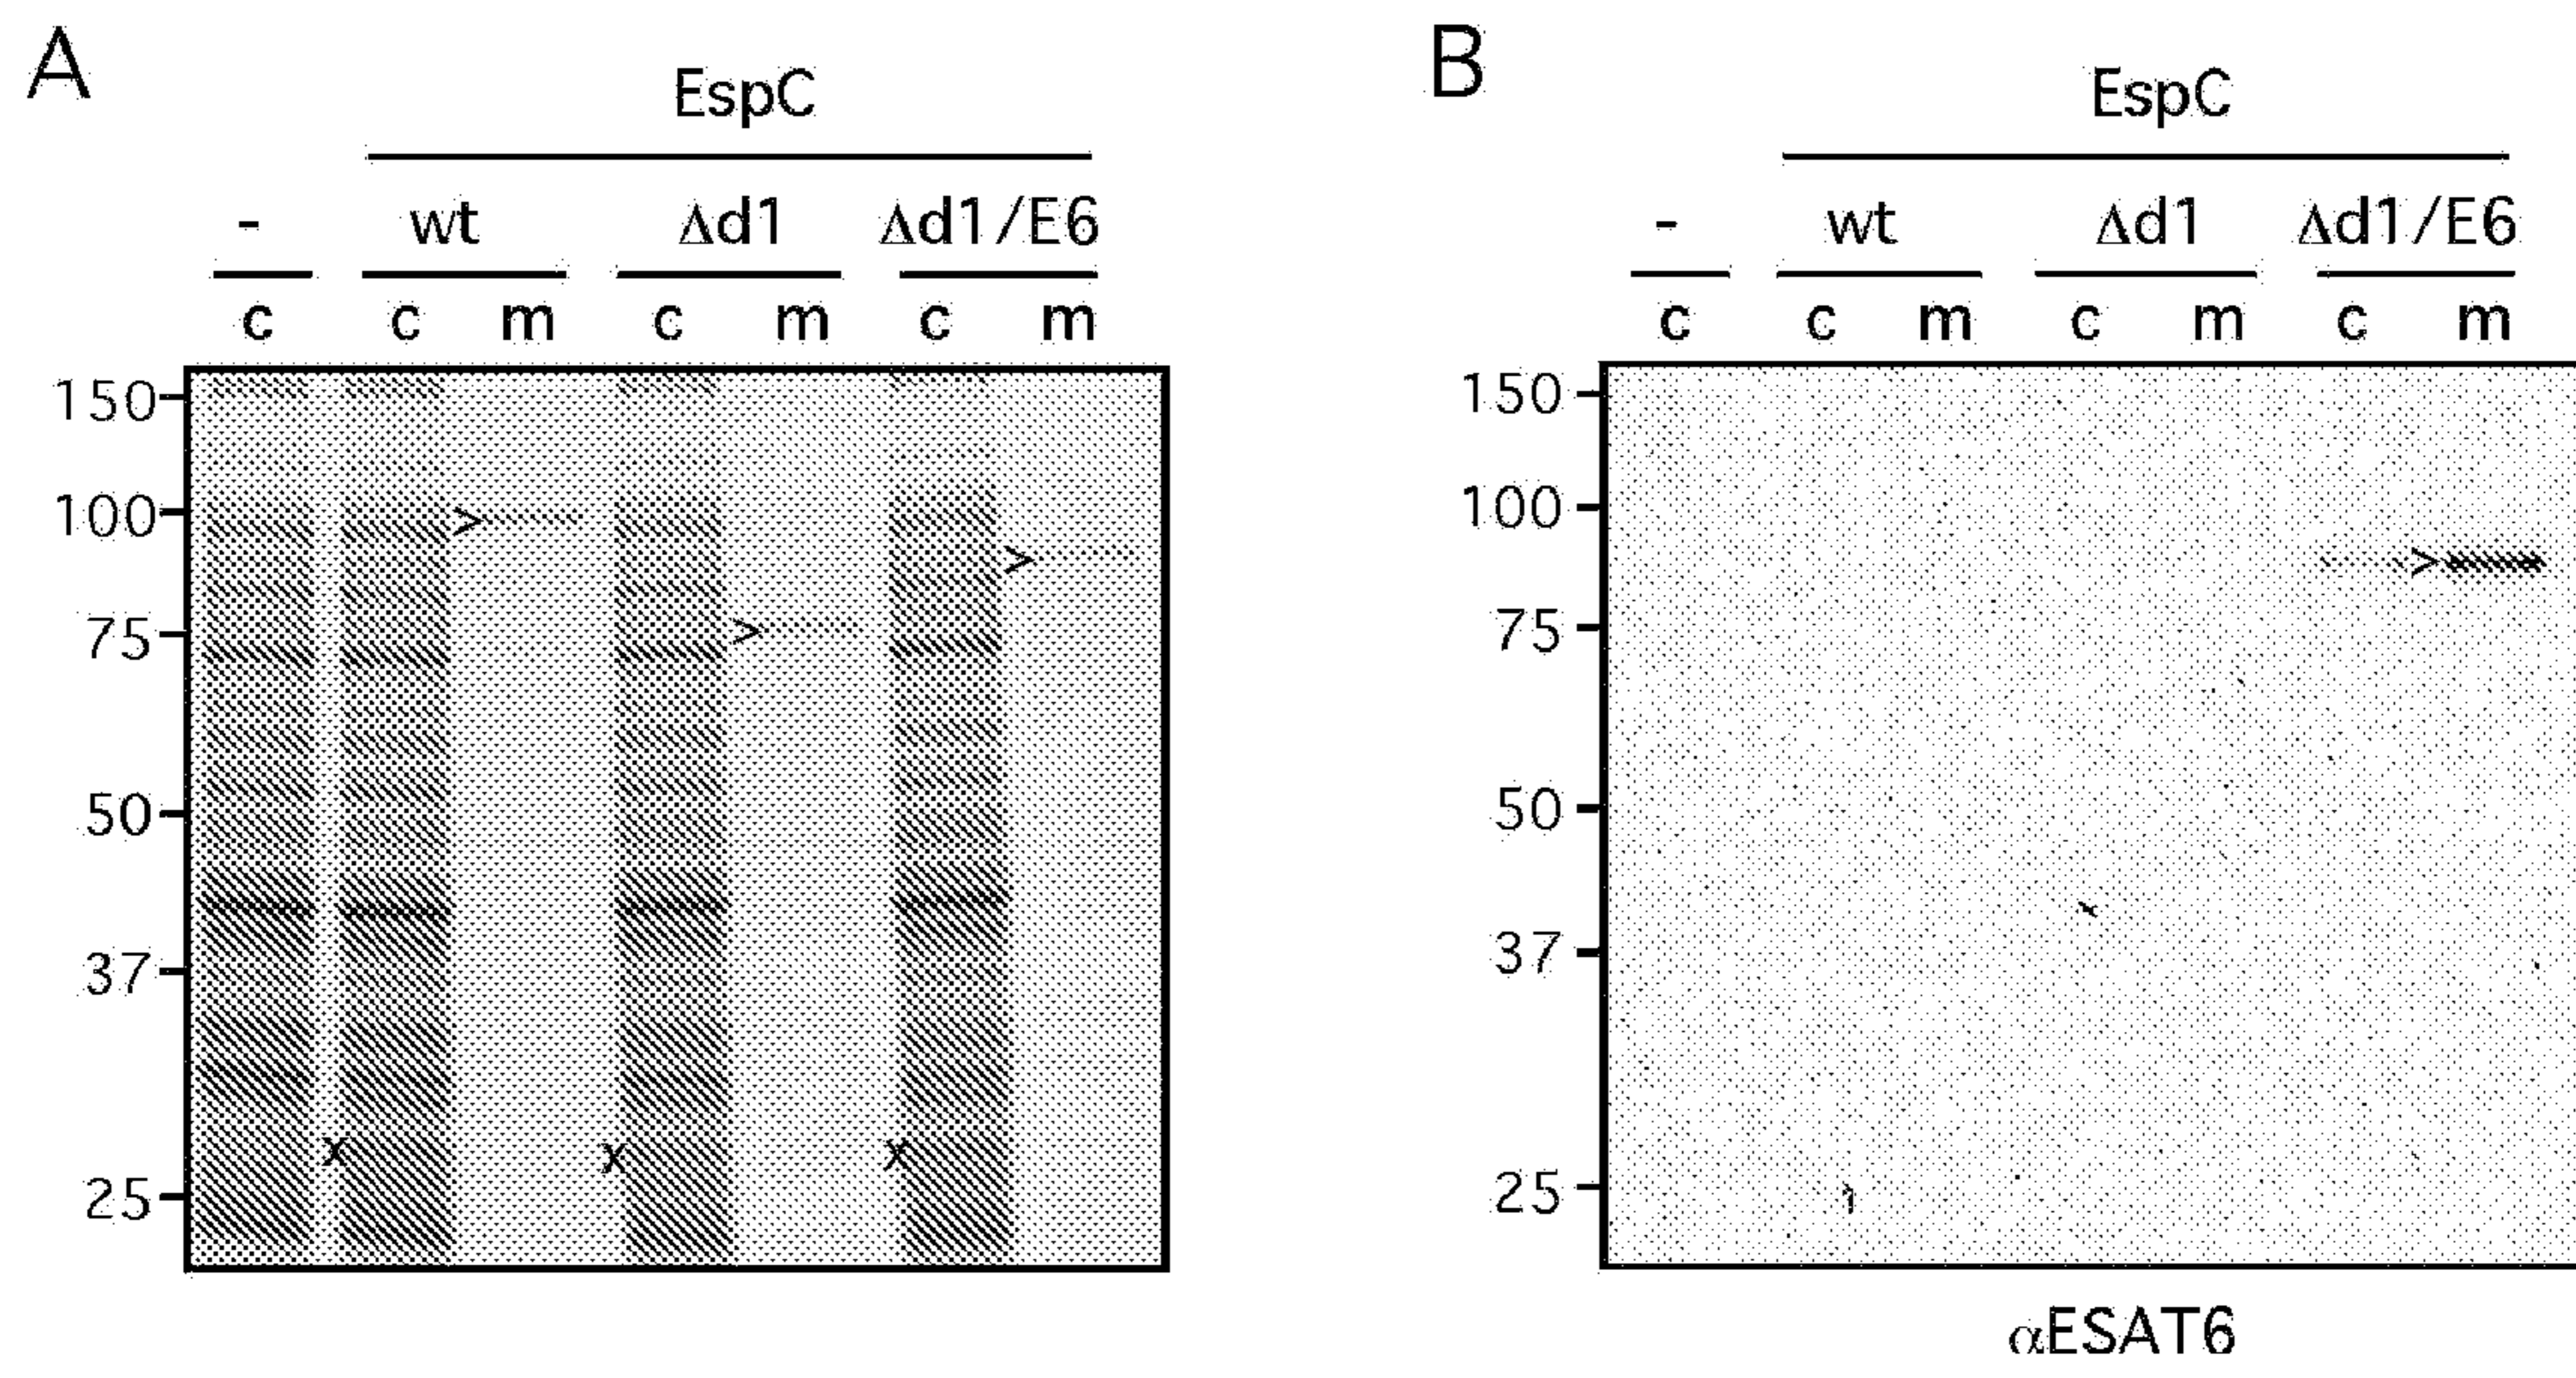 A
EspC
- wt Δd1 Δd1/E6
c c m c m c m
150
100
75
50
37
25
>
>
>
x x x
B
EspC
- wt Δd1 Δd1/E6
c c m c m c m
150
100
75
50
37
25
>
αESAT6